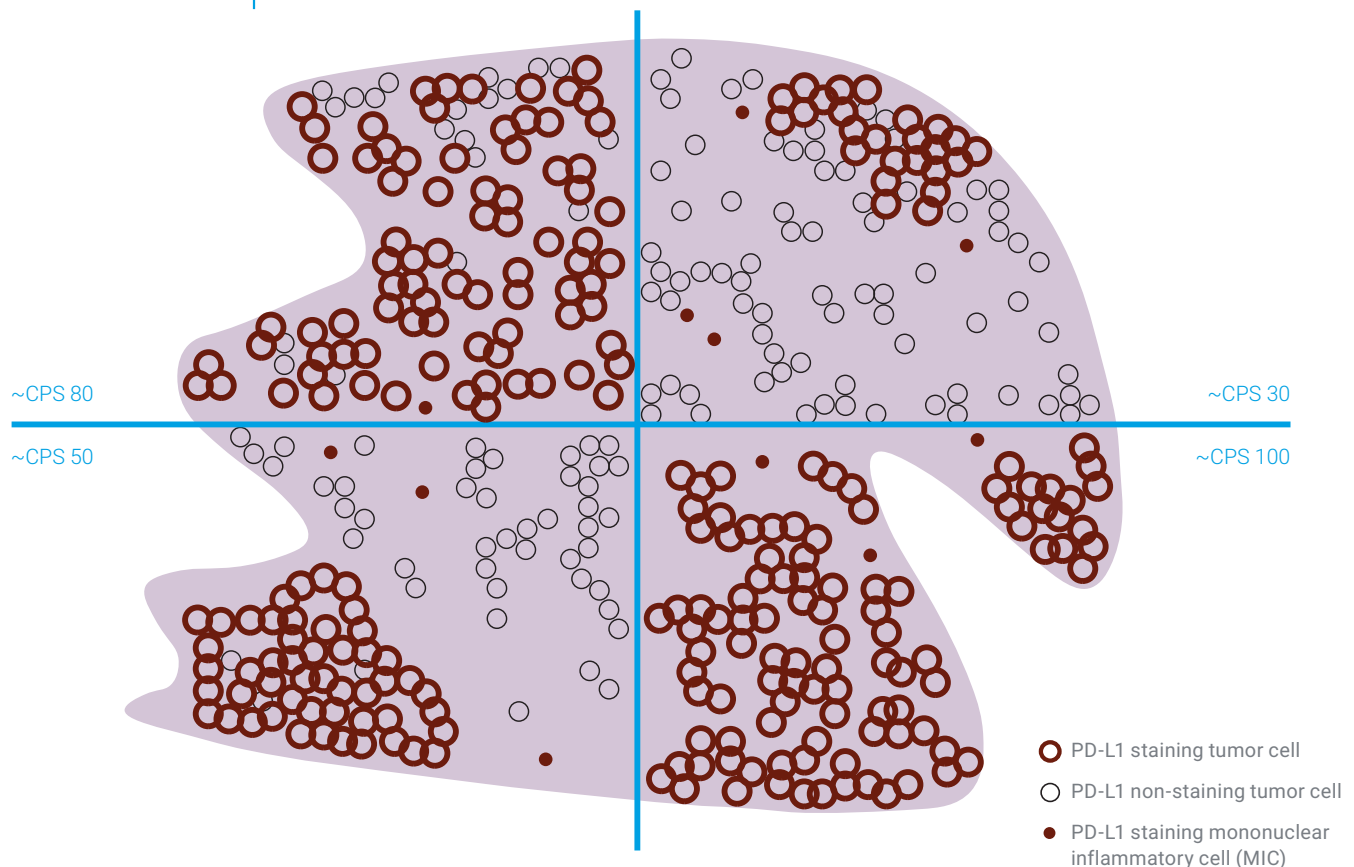 ~CPS 80
~CPS 30
~CPS 50
~CPS 100
PD-L1 staining tumor cell
PD-L1 non-staining tumor cell
PD-L1 staining mononuclear
inflammatory cell (MIC)